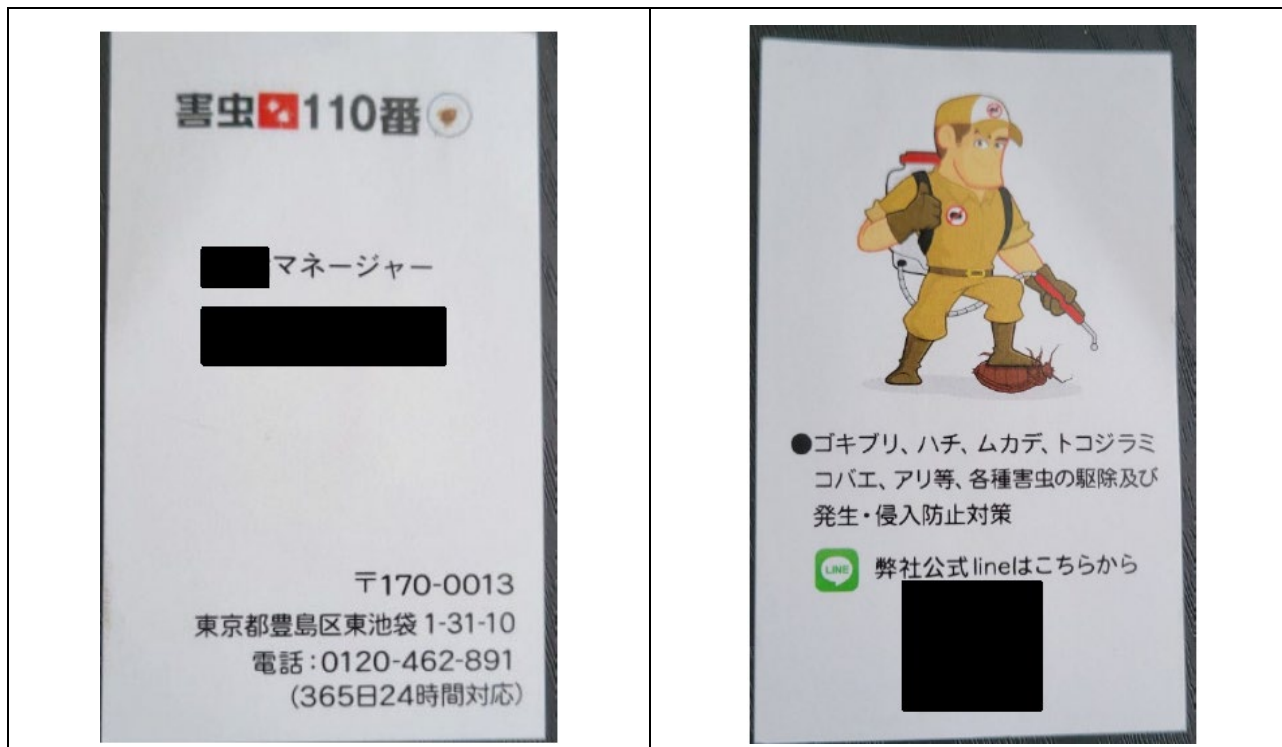 害虫110番
マネージャー
〒170-0013
東京都豊島区東池袋 1-31-10
電話:0120-462-891
(365日24時間対応)
●ゴキブリ、ハチ、ムカデ、トコジラミ
コバエ、アリ等、各種害虫の駆除及び
発生・侵入防止対策
LINE
弊社公式lineはこちらから